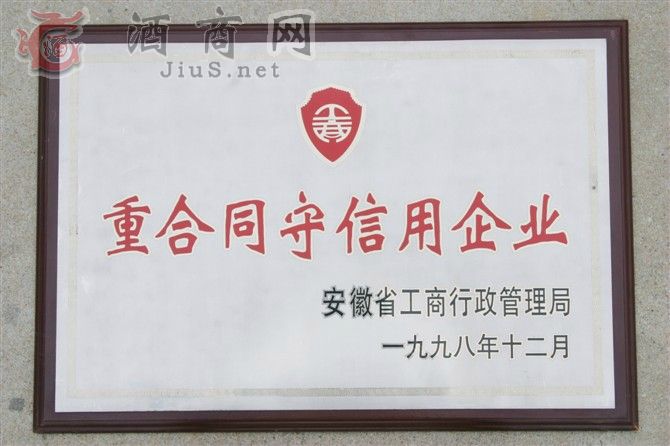 酒商网
JiuS.net
重合同守信用企业
安徽省工商行政管理局
一九九八年十二月